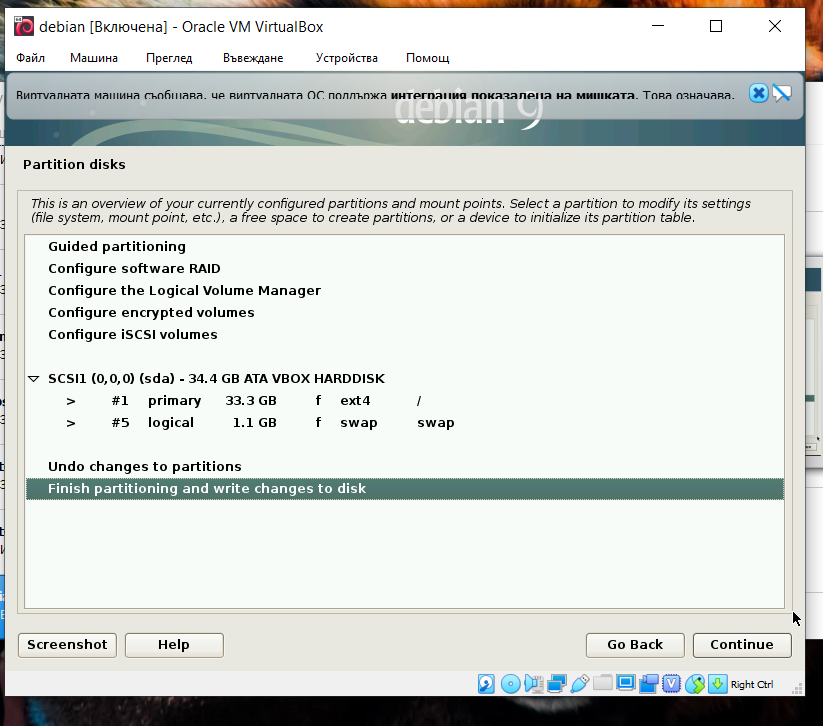 debian [Включена] - Oracle VM VirtualBox
Файл Машина Преглед Въвеждане Устройства Помощ
Виртуалната машина съобщава, че виртуалната ОС поддържа интеграция показалеца на мишката. Това означава,
debian 9
Partition disks
This is an overview of your currently configured partitions and mount points. Select a partition to modify its settings
(file system, mount point, etc.), a free space to create partitions, or a device to initialize its partition table.
Guided partitioning
Configure software RAID
Configure the Logical Volume Manager
Configure encrypted volumes
Configure iSCSI volumes
SCSI1 (0,0,0) (sda) - 34.4 GB ATA VBOX HARDDISK
> #1 primary 33.3 GB f ext4 /
> #5 logical 1.1 GB f swap swap
Undo changes to partitions
Finish partitioning and write changes to disk
Screenshot Help Go Back Continue
Right Ctrl